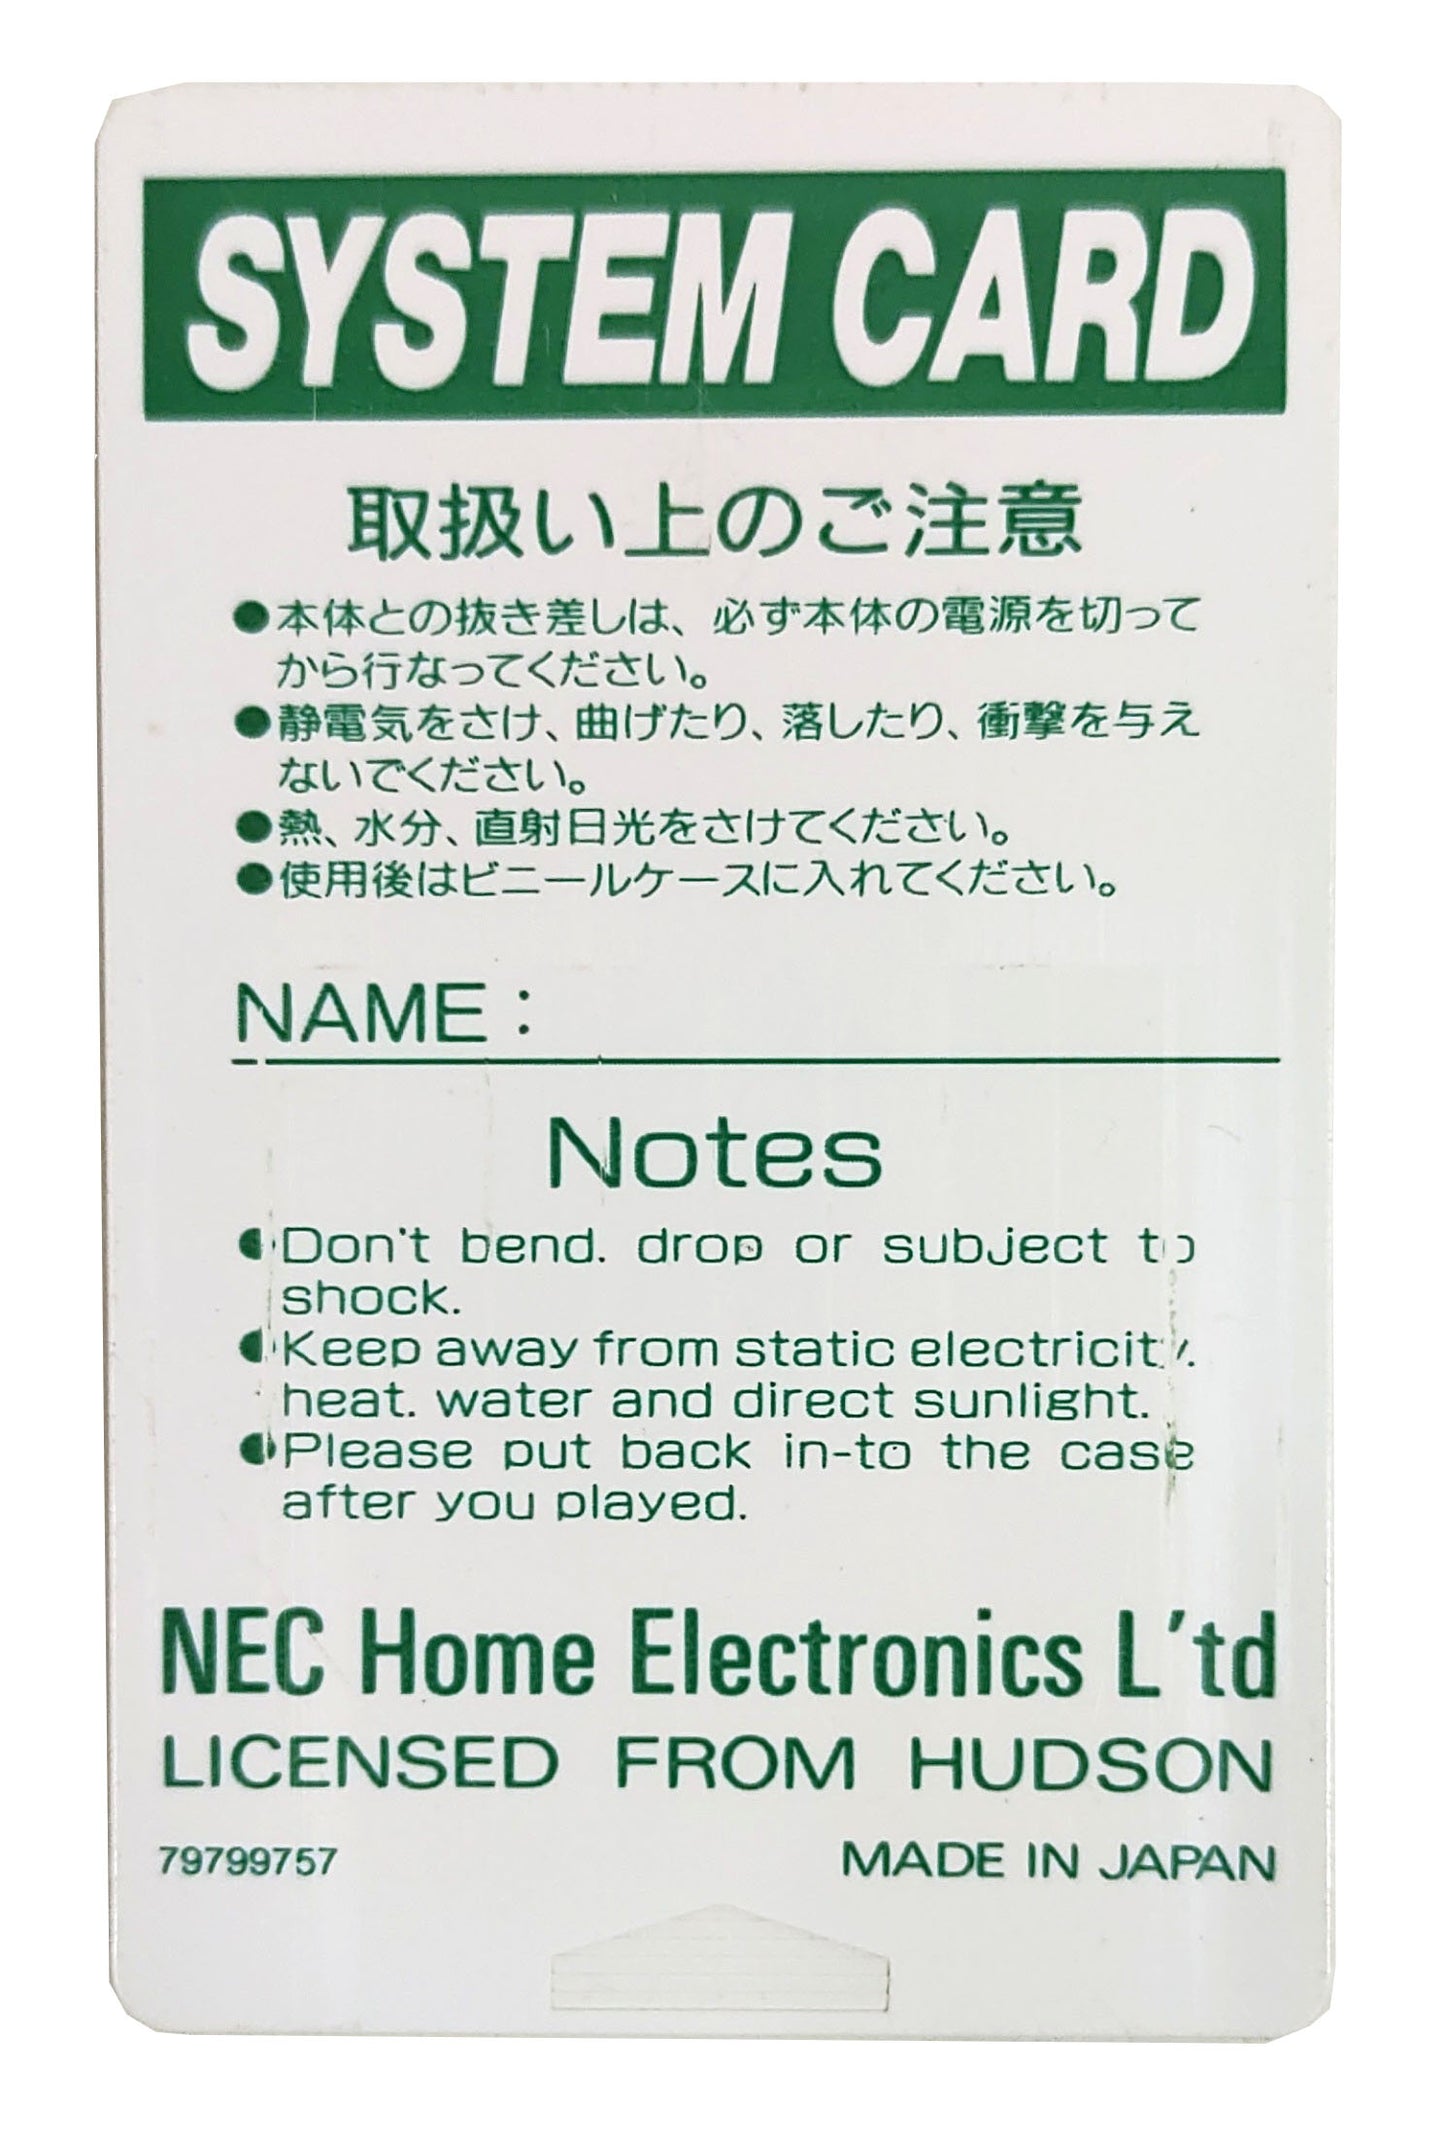 SYSTEM CARD
取扱い上のご注意
●本体との抜き差しは、必ず本体の電源を切って
から行なってください。
●静電気をさけ、曲げたり、落したり、衝撃を与え
ないでください。
●熱、水分、直射日光をさけてください。
●使用後はビニールケースに入れてください。
NAME：
Notes
●Don't bend. drop or subject to
shock.
●Keep away from static electricity.
heat. water and direct sunlight.
●Please put back in-to the case
after you played.
NEC Home Electronics L'td
LICENSED FROM HUDSON
79799757
MADE IN JAPAN